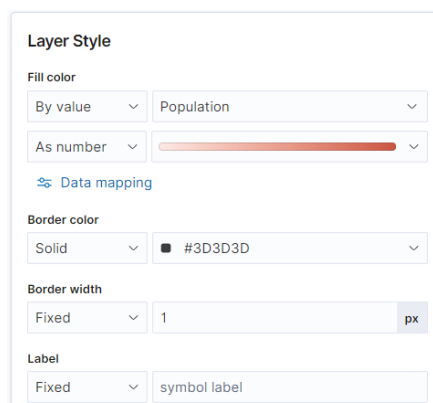 Layer Style
Fill color
By value Population
As number
Data mapping
Border color
Solid #3D3D3D
Border width
Fixed 1 px
Label
Fixed symbol label